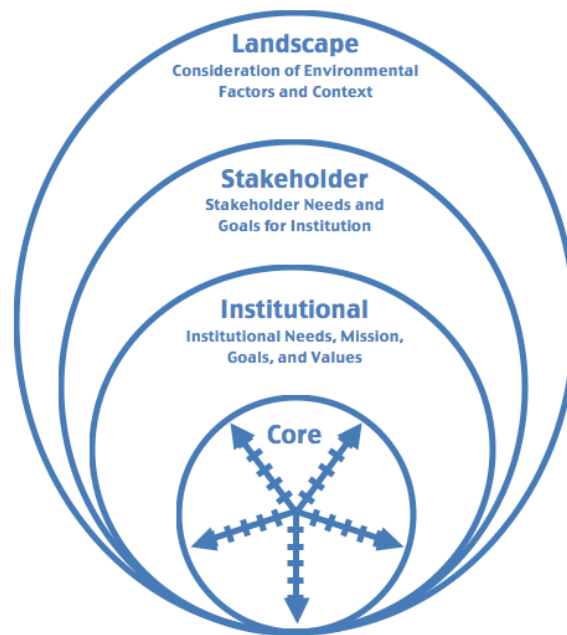 Landscape
Consideration of Environmental
Factors and Context
Stakeholder
Stakeholder Needs and
Goals for Institution
Institutional
Institutional Needs, Mission,
Goals, and Values
Core